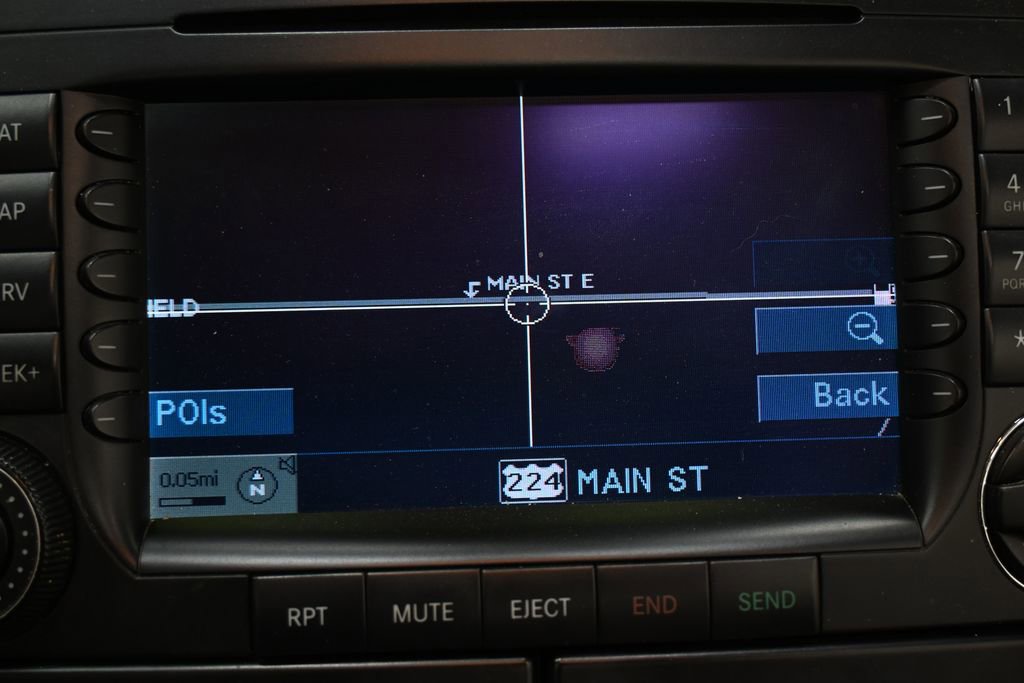 AT
1
AP
4
GHI
MAIN ST E
RV
7
PQR
IELD
*
EK+
Back
POIs
0.05mi
N
224 MAIN ST
RPT
MUTE
EJECT
END
SEND